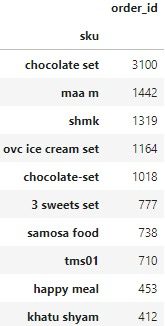 order_id
sku
chocolate set 3100
maa m 1442
shmk 1319
ovc ice cream set 1164
chocolate-set 1018
3 sweets set 777
samosa food 738
tms01 710
happy meal 453
khatu shyam 412